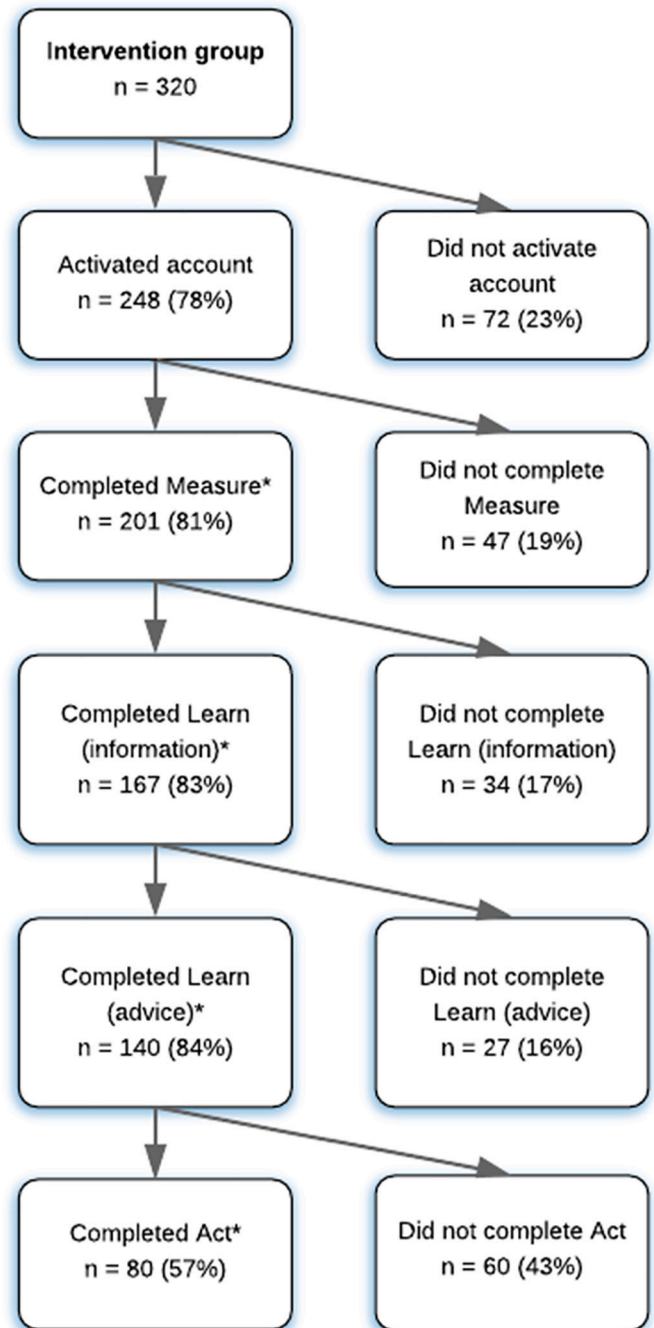 Intervention group
n = 320
Activated account
n = 248 (78%)
Did not activate
account
n = 72 (23%)
Completed Measure*
n = 201 (81%)
Did not complete
Measure
n = 47 (19%)
Completed Learn
(information)*
n = 167 (83%)
Did not complete
Learn (information)
n = 34 (17%)
Completed Learn
(advice)*
n = 140 (84%)
Did not complete
Learn (advice)
n = 27 (16%)
Completed Act*
n = 80 (57%)
Did not complete Act
n = 60 (43%)